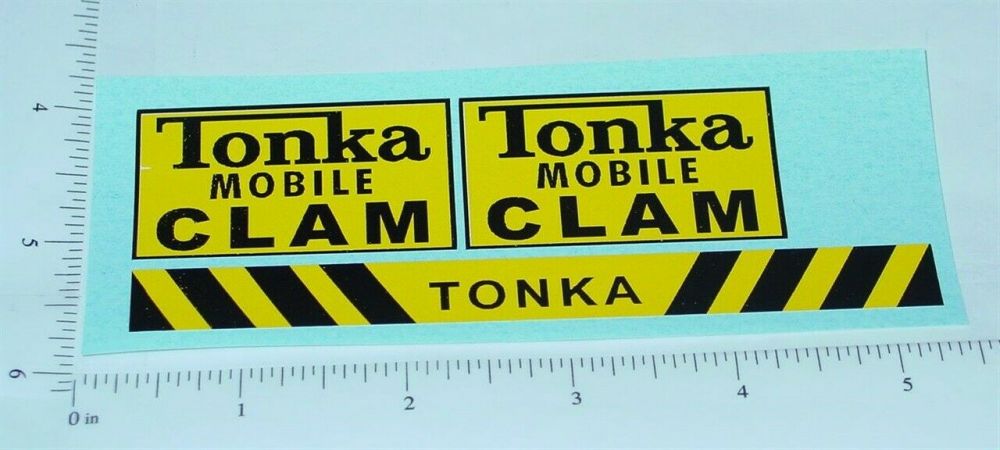 Tonka
MOBILE
CLAM
Tonka
MOBILE
CLAM
TONKA
4
5
6
0 in
1
2
3
4
5